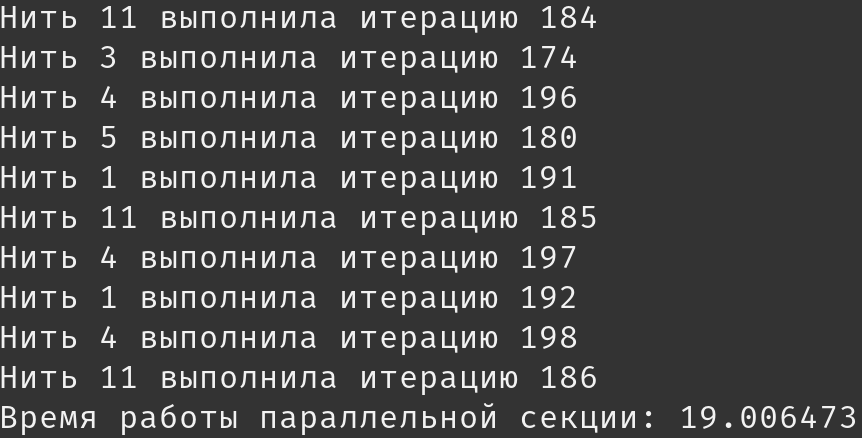 Нить 11 выполнила итерацию 184
Нить 3 выполнила итерацию 174
Нить 4 выполнила итерацию 196
Нить 5 выполнила итерацию 180
Нить 1 выполнила итерацию 191
Нить 11 выполнила итерацию 185
Нить 4 выполнила итерацию 197
Нить 1 выполнила итерацию 192
Нить 4 выполнила итерацию 198
Нить 11 выполнила итерацию 186
Время работы параллельной секции: 19.006473